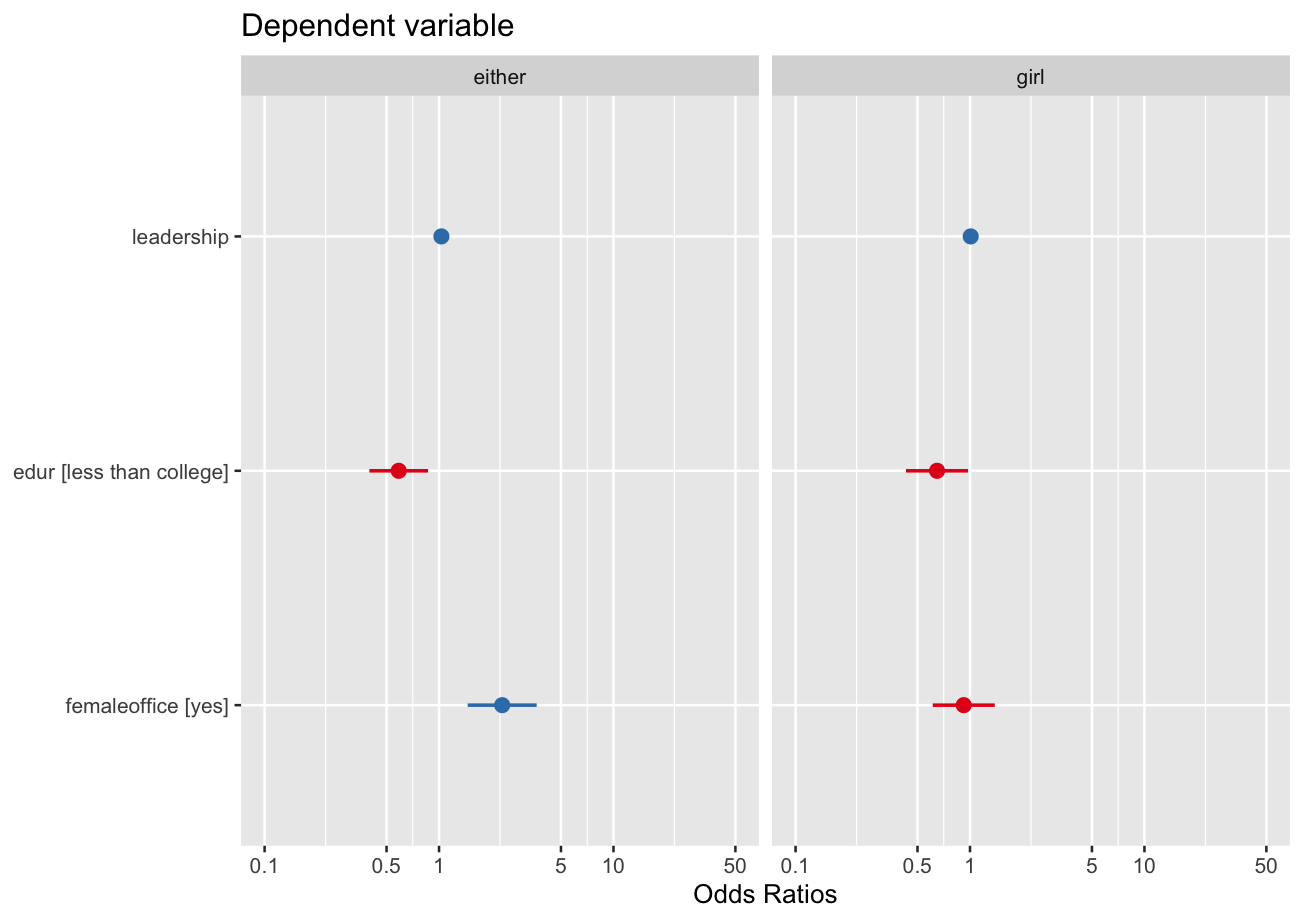 Dependent variable
either
girl
leadership
edur [less than college]
femaleoffice [yes]
0.1 0.5 1 5 10 50
0.1 0.5 1 5 10 50
Odds Ratios